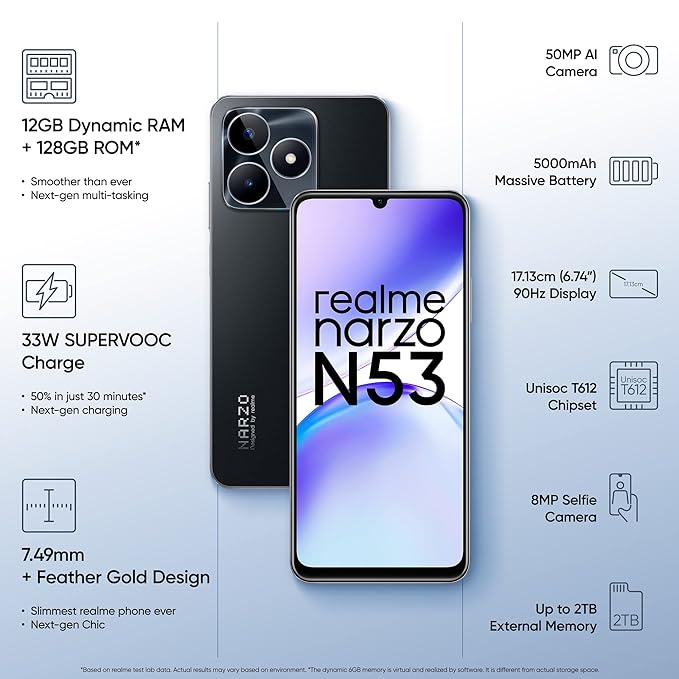 12GB Dynamic RAM
+ 128GB ROM*
• Smoother than ever
• Next-gen multi-tasking
33W SUPERVOOC
Charge
• 50% in just 30 minutes*
• Next-gen charging
7.49mm
+ Feather Gold Design
• Slimmest realme phone ever
• Next-gen Chic
NARZO
Designed by realme
realme
narzo
N53
50MP AI
Camera
5000mAh
Massive Battery
17.13cm (6.74″)
90Hz Display
17.13cm
Unisoc T612
Chipset
Unisoc
T612
8MP Selfie
Camera
Up to 2TB
External Memory
2TB
*Based on realme test lab data. Actual results may vary based on environment. *The dynamic 6GB memory is virtual and realized by software. It is different from actual storage space.